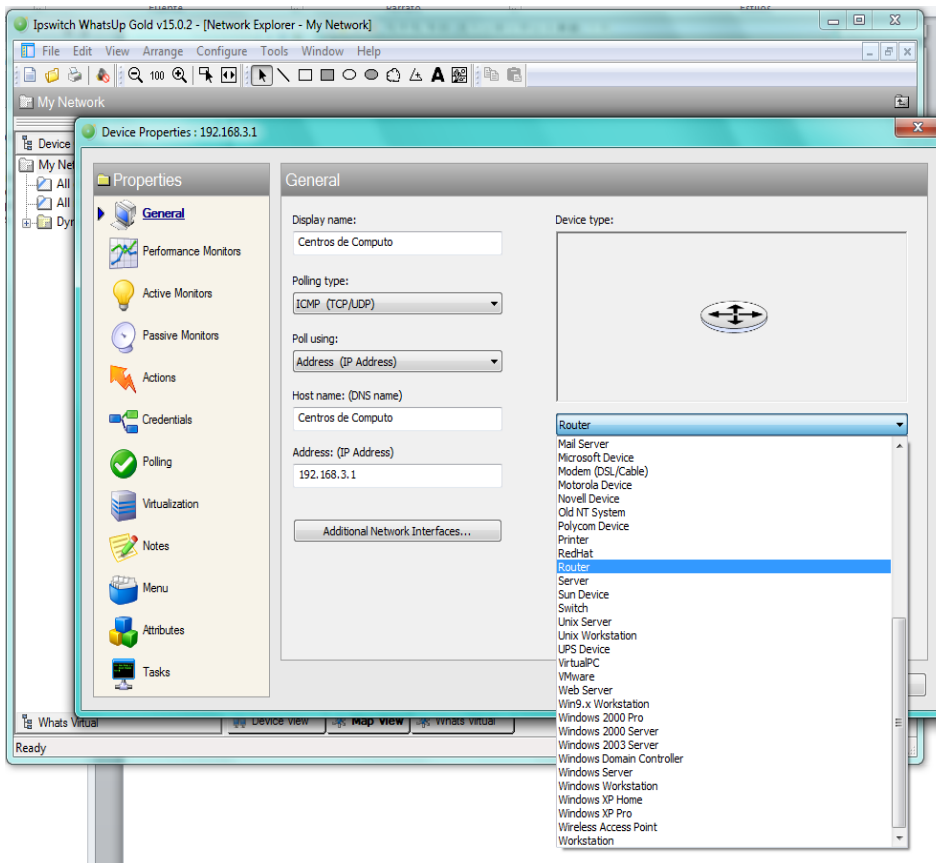 Fuente
Párrafo
Estilos
Ipswitch WhatsUp Gold v15.0.2 - [Network Explorer - My Network]
File Edit View Arrange Configure Tools Window Help
100
A
My Network
Device
My Net
All
All
Dyn
Device Properties : 192.168.3.1
Properties
General
Performance Monitors
Active Monitors
Passive Monitors
Actions
Credentials
Polling
Virtualization
Notes
Menu
Attributes
Tasks
General
Display name:
Centros de Computo
Polling type:
ICMP (TCP/UDP)
Poll using:
Address (IP Address)
Host name: (DNS name)
Centros de Computo
Address: (IP Address)
192.168.3.1
Additional Network Interfaces...
Device type:
Router
Mail Server
Microsoft Device
Modem (DSL/Cable)
Motorola Device
Novell Device
Old NT System
Polycom Device
Printer
RedHat
Router
Server
Sun Device
Switch
Unix Server
Unix Workstation
UPS Device
VirtualPC
VMware
Web Server
Win9.x Workstation
Windows 2000 Pro
Windows 2000 Server
Windows 2003 Server
Windows Domain Controller
Windows Server
Windows Workstation
Windows XP Home
Windows XP Pro
Wireless Access Point
Workstation
Whats Virtual
Device View
Map View
Whats Virtual
Ready